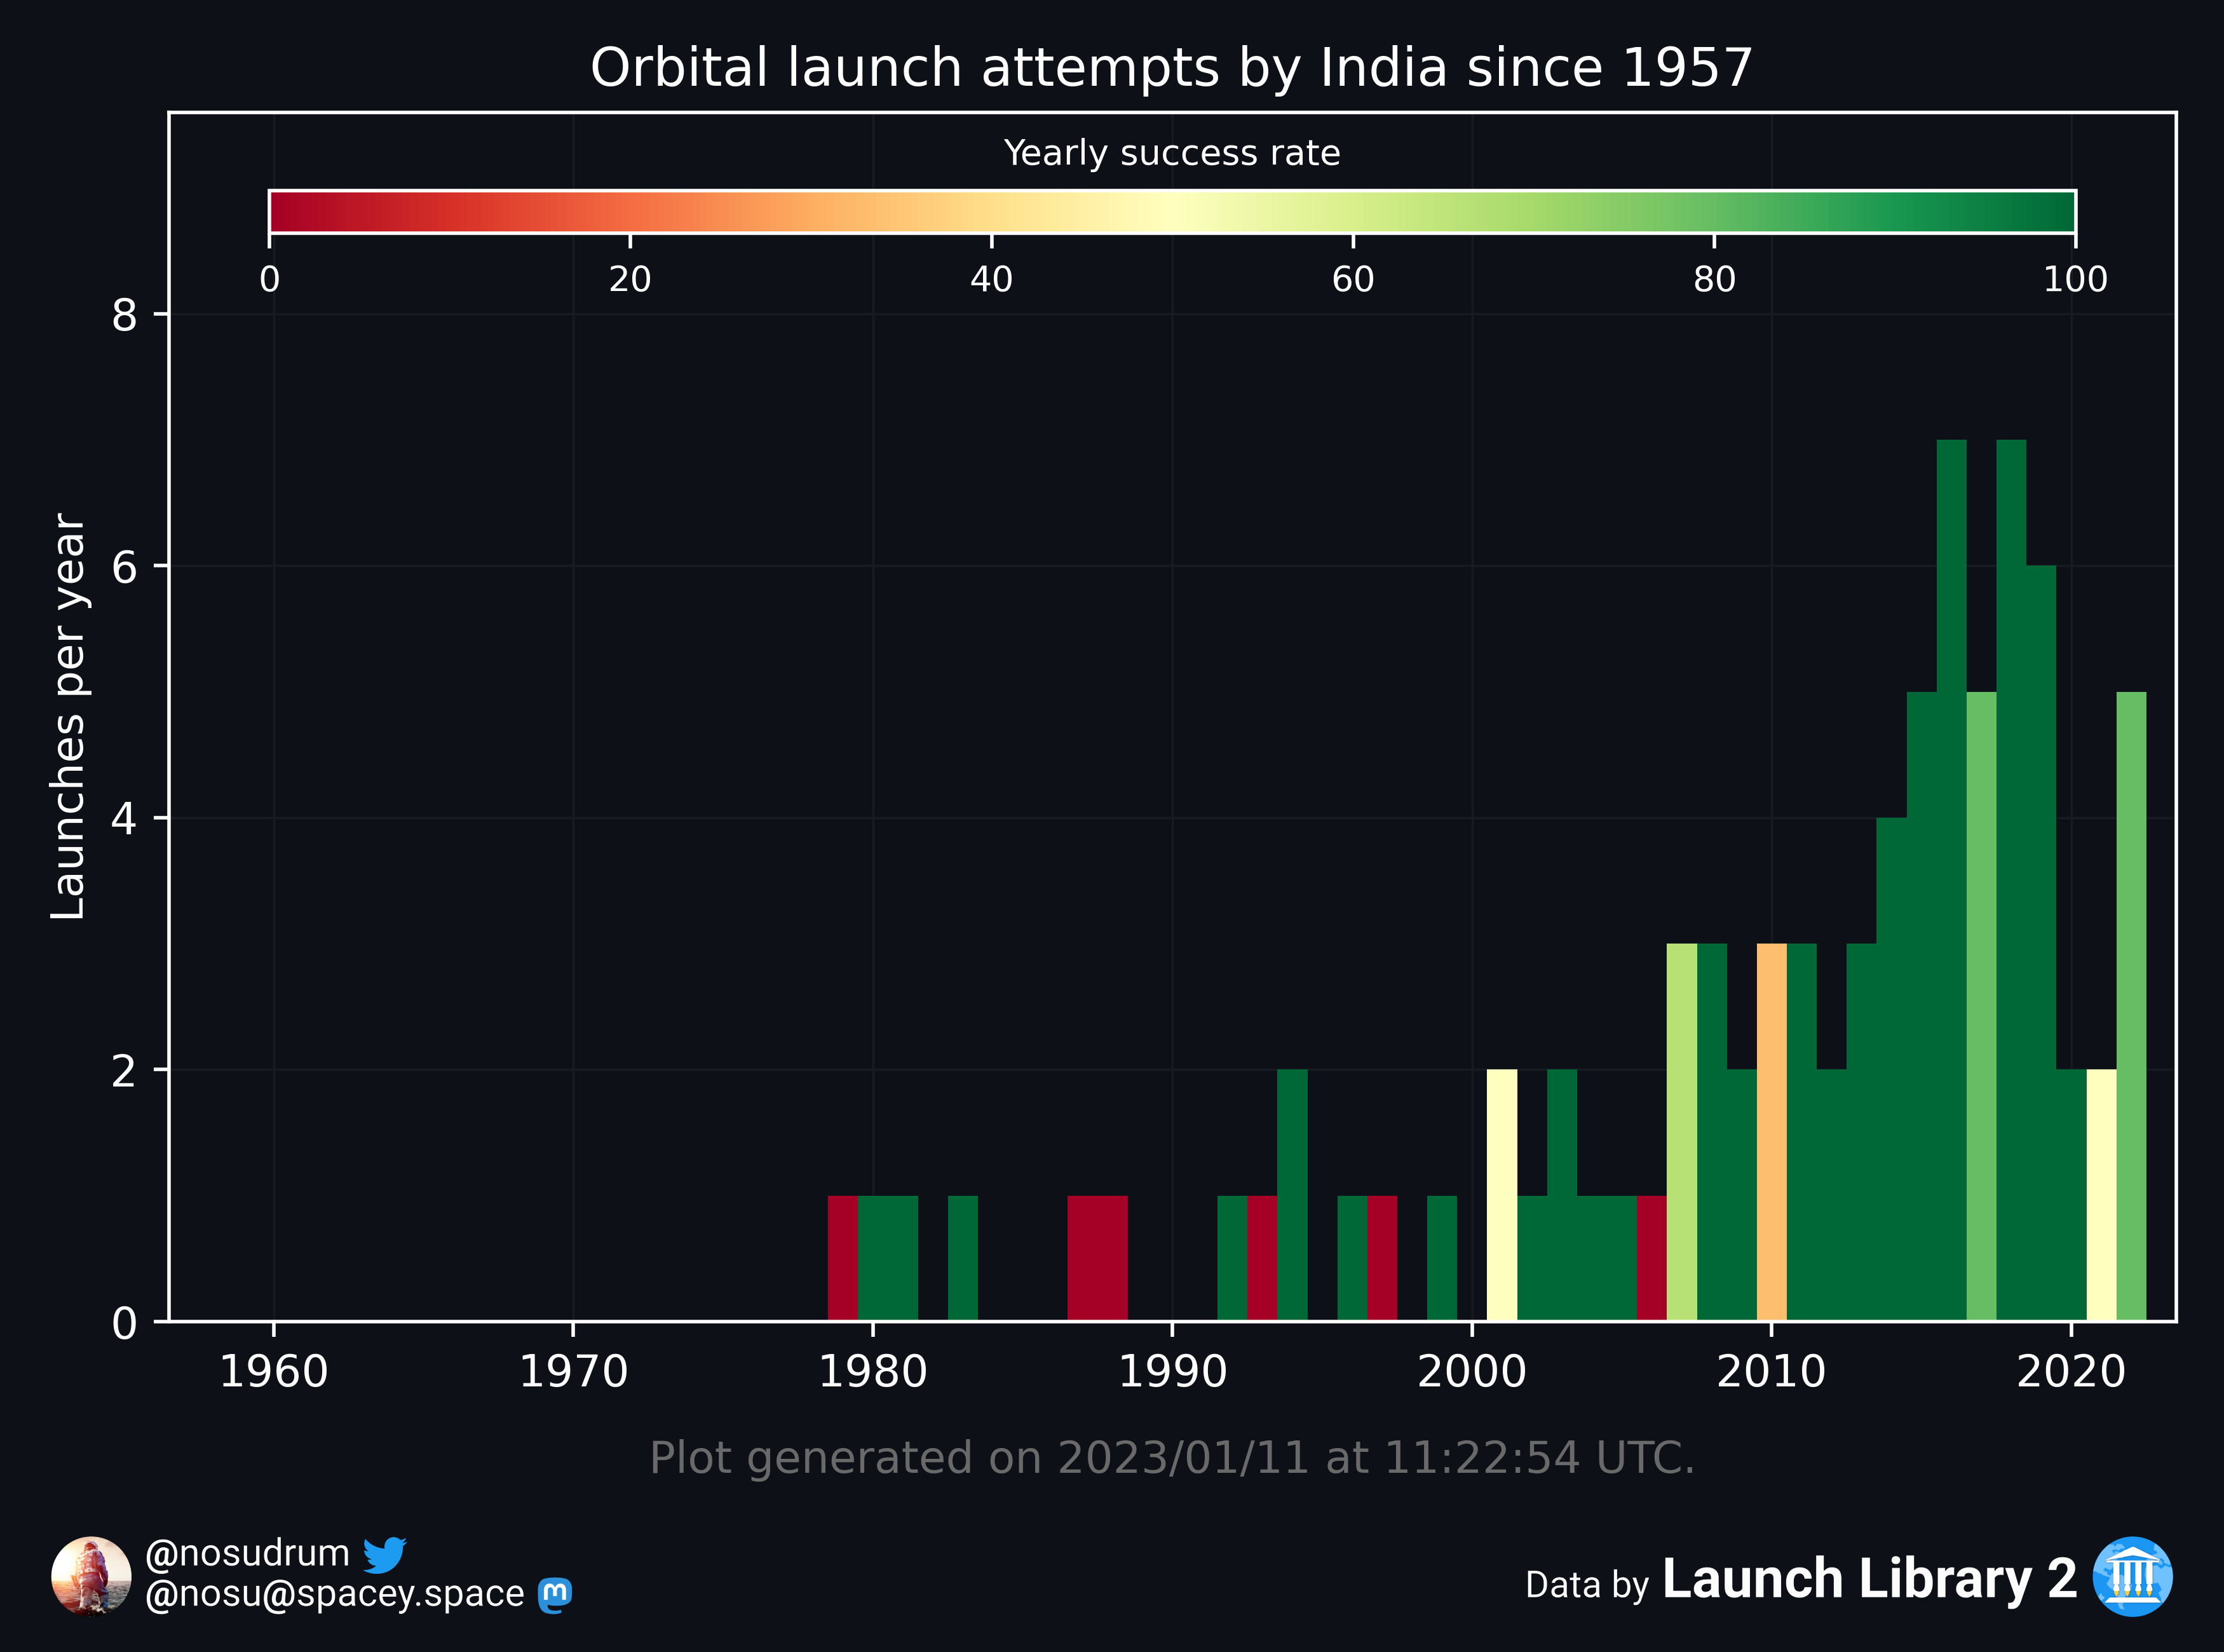 Orbital launch attempts by India since 1957
Yearly success rate
0 20 40 60 80 100
Launches per year
8
6
4
2
0
1960 1970 1980 1990 2000 2010 2020
Plot generated on 2023/01/11 at 11:22:54 UTC.
@nosudrum
@nosu@spacey.space
Data by Launch Library 2